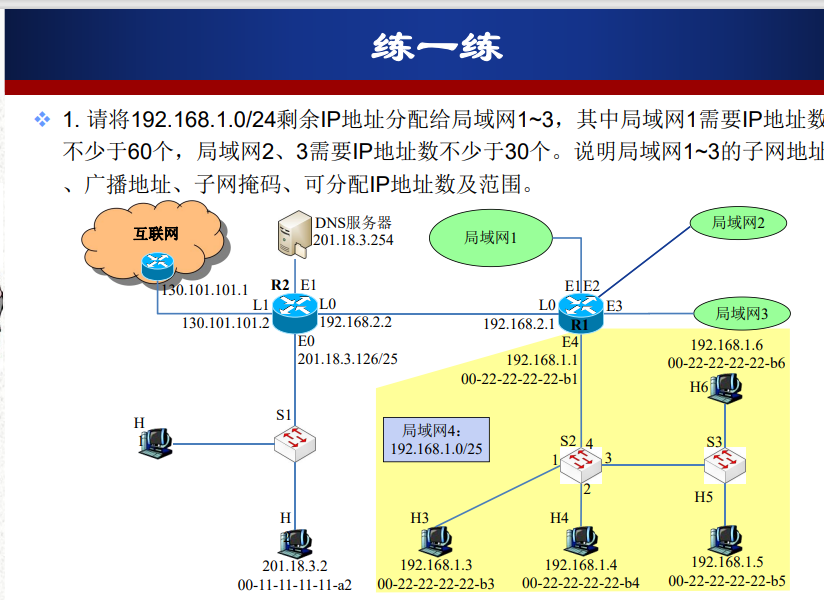 练一练
1. 请将192.168.1.0/24剩余IP地址分配给局域网1~3，其中局域网1需要IP地址数
不少于60个，局域网2、3需要IP地址数不少于30个。说明局域网1~3的子网地址
、广播地址、子网掩码、可分配IP地址数及范围。
互联网
DNS服务器
201.18.3.254
局域网1
局域网2
130.101.101.1
R2
E1
E1
E2
L1
L0
L0
E3
局域网3
130.101.101.2
192.168.2.2
192.168.2.1
R1
E0
E4
201.18.3.126/25
192.168.1.1
00-22-22-22-22-b1
192.168.1.6
00-22-22-22-22-b6
H6
S1
H
局域网4：
192.168.1.0/25
S2
4
1
3
2
S3
H5
H
H3
H4
201.18.3.2
00-11-11-11-11-a2
192.168.1.3
00-22-22-22-22-b3
192.168.1.4
00-22-22-22-22-b4
192.168.1.5
00-22-22-22-22-b5